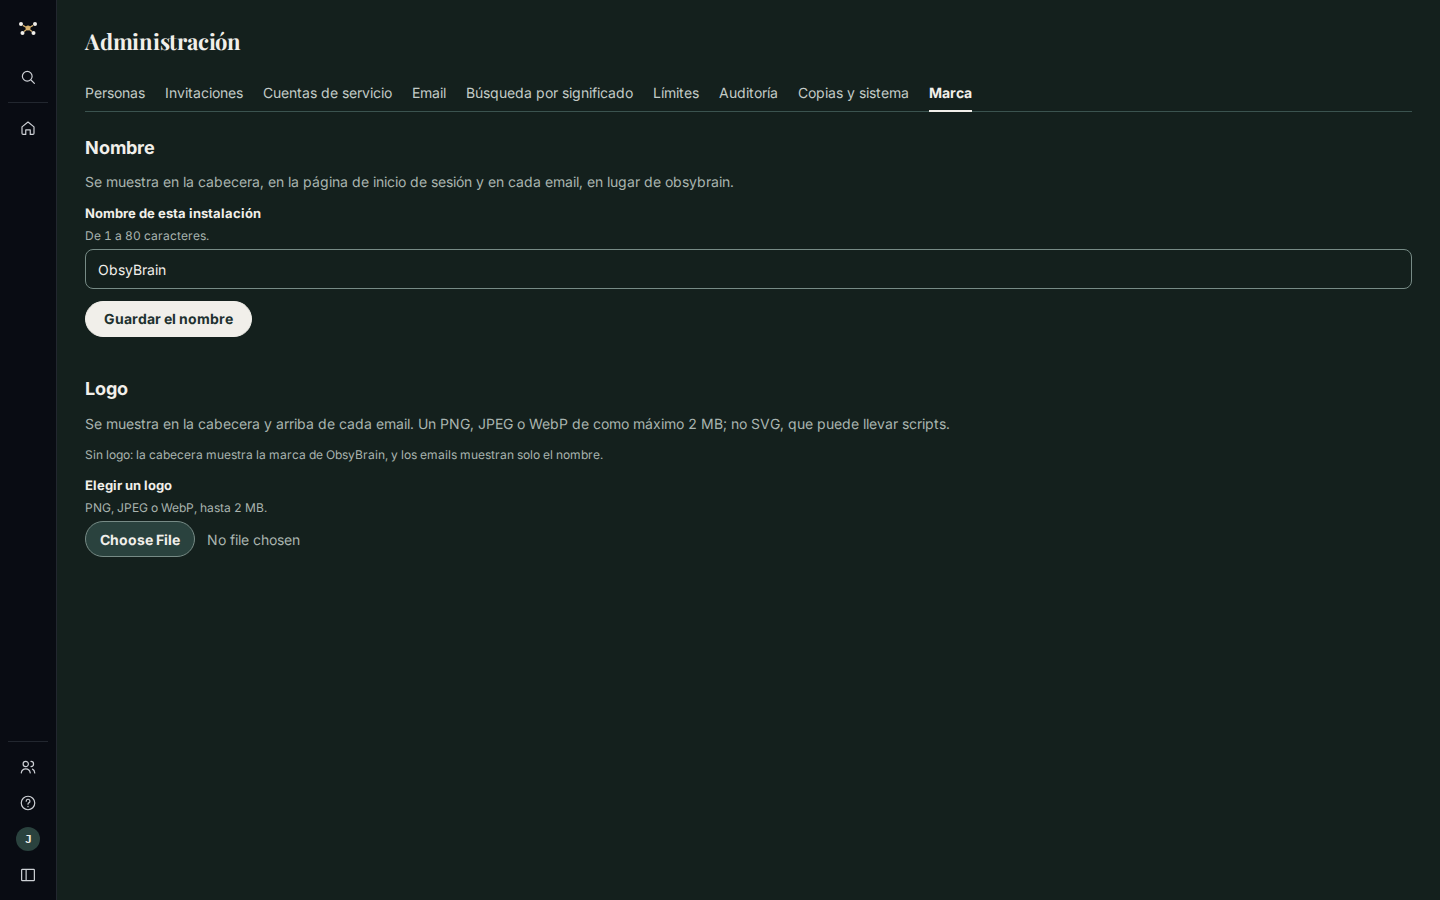 Administración
Personas Invitaciones Cuentas de servicio Email Búsqueda por significado Límites Auditoría Copias y sistema Marca
Nombre
Se muestra en la cabecera, en la página de inicio de sesión y en cada email, en lugar de obsybrain.
Nombre de esta instalación
De 1 a 80 caracteres.
ObsyBrain
Guardar el nombre
Logo
Se muestra en la cabecera y arriba de cada email. Un PNG, JPEG o WebP de como máximo 2 MB; no SVG, que puede llevar scripts.
Sin logo: la cabecera muestra la marca de ObsyBrain, y los emails muestran solo el nombre.
Elegir un logo
PNG, JPEG o WebP, hasta 2 MB.
Choose File No file chosen
J